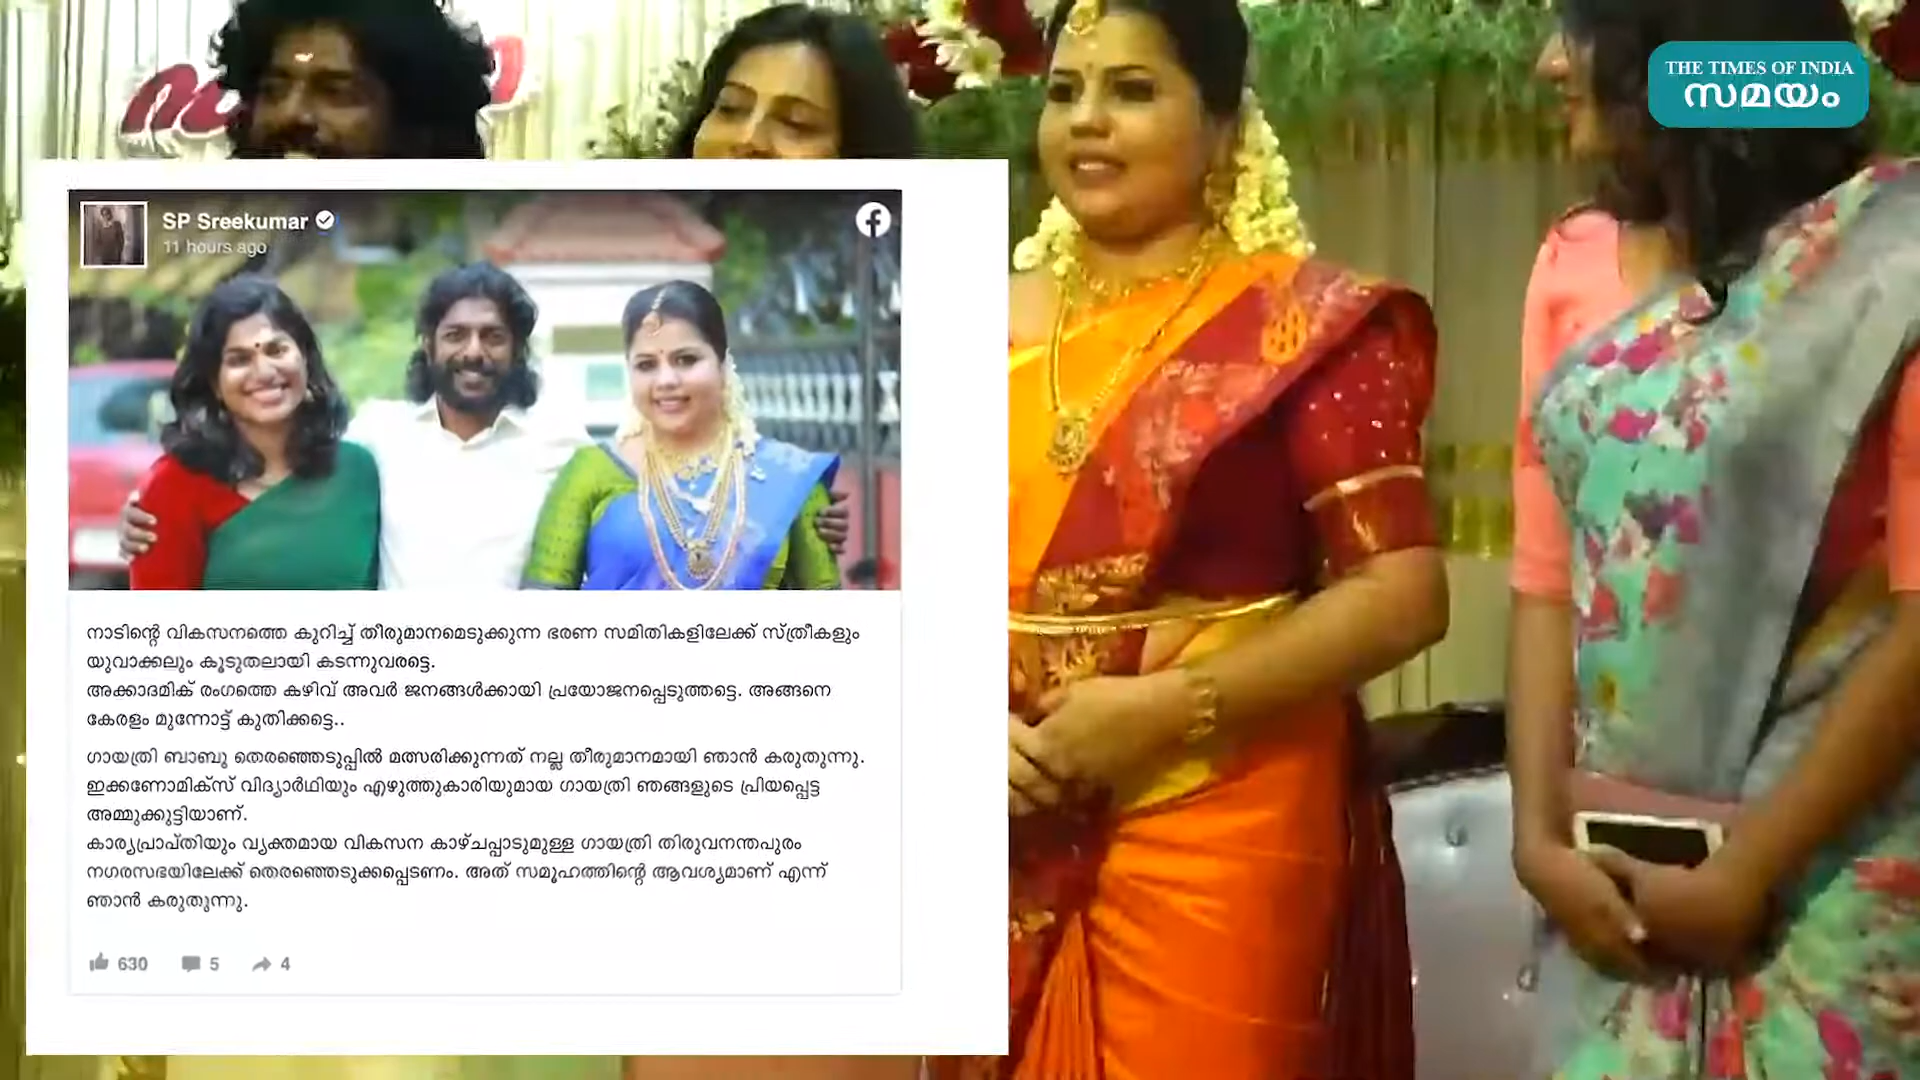 THE TIMES OF INDIA
സമയം
SP Sreekumar
11 hours ago
നാടിന്റെ വികസനത്തെ കുറിച്ച് തീരുമാനമെടുക്കുന്ന ഭരണ സമിതികളിലേക്ക് സ്ത്രീകളും
യുവാക്കലും കൂടുതലായി കടന്നുവരട്ടെ.
അക്കാദമിക് രംഗത്തെ കഴിവ് അവർ ജനങ്ങൾക്കായി പ്രയോജനപ്പെടുത്തട്ടെ. അങ്ങനെ
കേരളം മുന്നോട്ട് കുതിക്കട്ടെ..
ഗായത്രി ബാബു തെരഞ്ഞെടുപ്പിൽ മത്സരിക്കുന്നത് നല്ല തീരുമാനമായി ഞാൻ കരുതുന്നു.
ഇക്കണോമിക്സ് വിദ്യാർഥിയും എഴുത്തുകാരിയുമായ ഗായത്രി ഞങ്ങളുടെ പ്രിയപ്പെട്ട
അമ്മുക്കുട്ടിയാണ്.
കാര്യപ്രാപ്തിയും വ്യക്തമായ വികസന കാഴ്ചപ്പാടുമുള്ള ഗായത്രി തിരുവനന്തപുരം
നഗരസഭയിലേക്ക് തെരഞ്ഞെടുക്കപ്പെടണം. അത് സമൂഹത്തിന്റെ ആവശ്യമാണ് എന്ന്
ഞാൻ കരുതുന്നു.
630 5 4